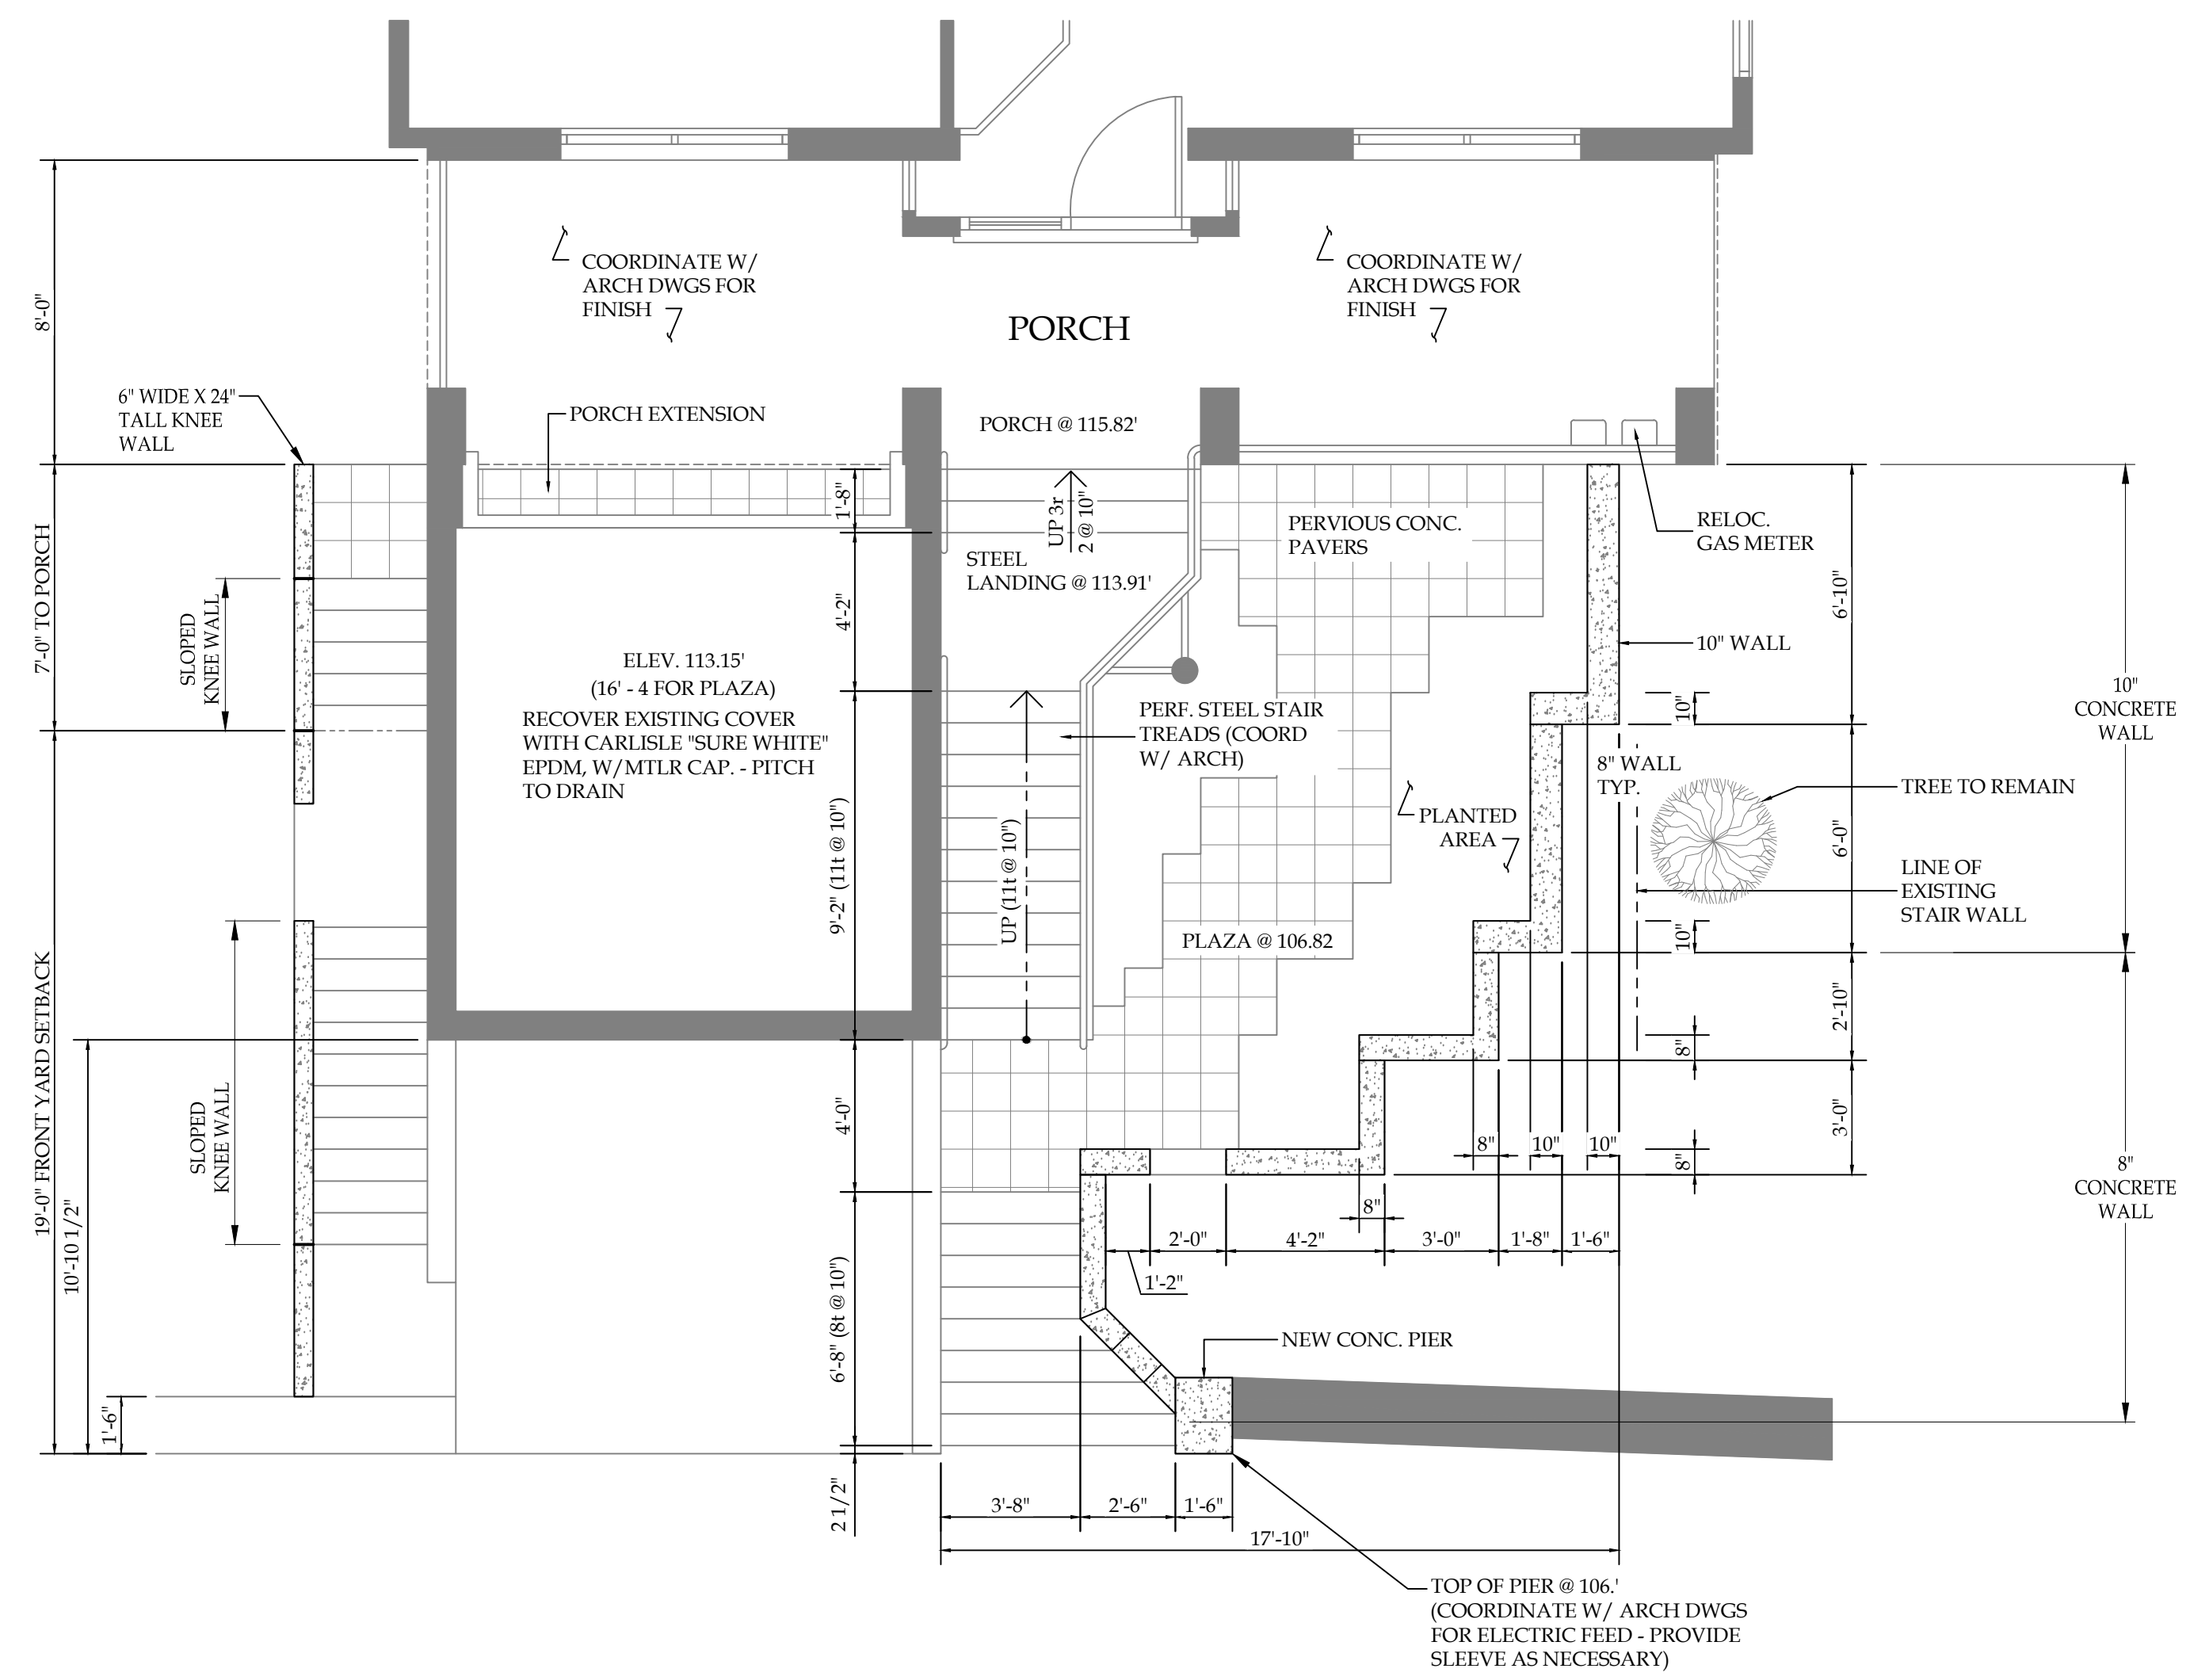 COORDINATE W/
ARCH DWGS FOR
FINISH
COORDINATE W/
ARCH DWGS FOR
FINISH
8'-0"
PORCH
6" WIDE X 24"
TALL KNEE
WALL
PORCH EXTENSION
PORCH @ 115.82'
1'-8"
UP 3r
2 @ 10"
STEEL
LANDING @ 113.91'
PERVIOUS CONC.
PAVERS
RELOC.
GAS METER
7'-0" TO PORCH
SLOPED
KNEE WALL
4'-2"
6'-10"
10" WALL
ELEV. 113.15'
(16' - 4 FOR PLAZA)
RECOVER EXISTING COVER
WITH CARLISLE "SURE WHITE"
EPDM, W/MTLR CAP. - PITCH
TO DRAIN
PERF. STEEL STAIR
TREADS (COORD
W/ ARCH)
10"
10"
CONCRETE
WALL
8" WALL
TYP.
TREE TO REMAIN
PLANTED
AREA
9'-2" (11t @ 10")
UP (11t @ 10")
6'-0"
LINE OF
EXISTING
STAIR WALL
PLAZA @ 106.82
10"
19'-0" FRONT YARD SETBACK
10'-10 1/2"
SLOPED
KNEE WALL
2'-10"
8"
4'-0"
3'-0"
8"
10"
10"
8"
8"
CONCRETE
WALL
8"
2'-0"
4'-2"
3'-0"
1'-8"
1'-6"
1'-2"
6'-8" (8t @ 10")
NEW CONC. PIER
1'-6"
2 1/2"
3'-8"
2'-6"
1'-6"
17'-10"
TOP OF PIER @ 106.'
(COORDINATE W/ ARCH DWGS
FOR ELECTRIC FEED - PROVIDE
SLEEVE AS NECESSARY)